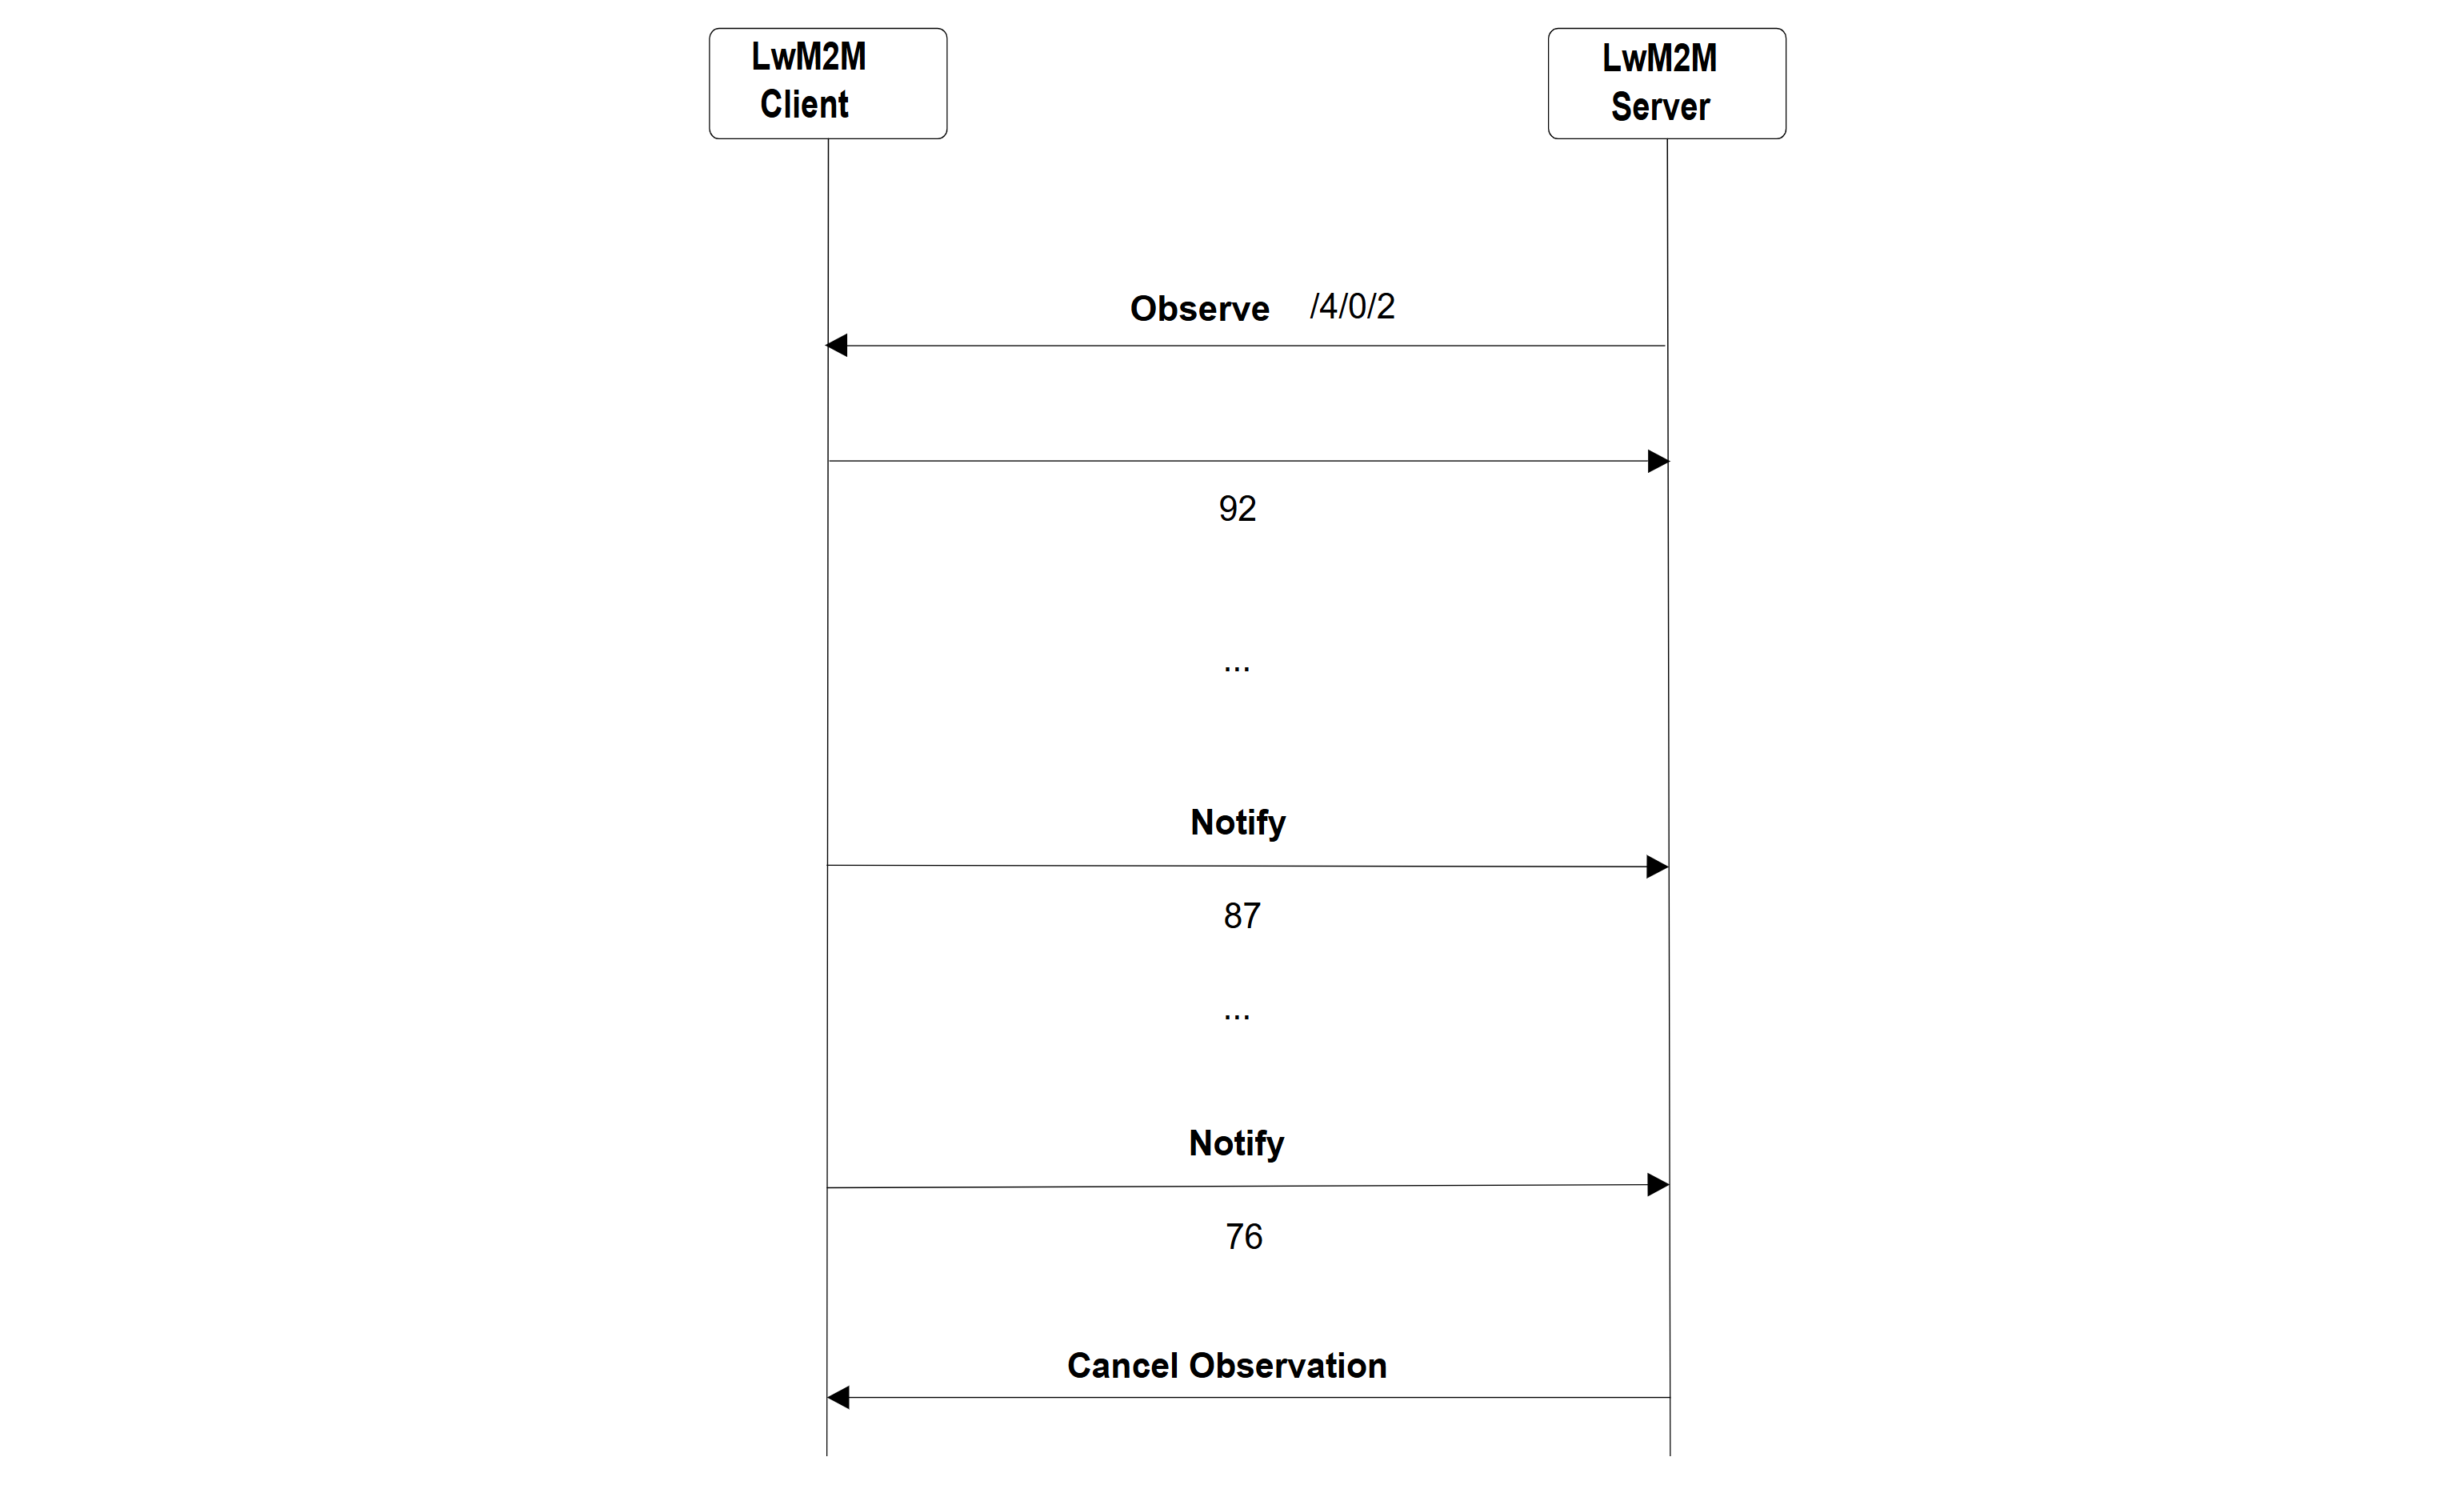 LwM2M
Client
LwM2M
Server
Observe /4/0/2
92
...
Notify
87
...
Notify
76
Cancel Observation